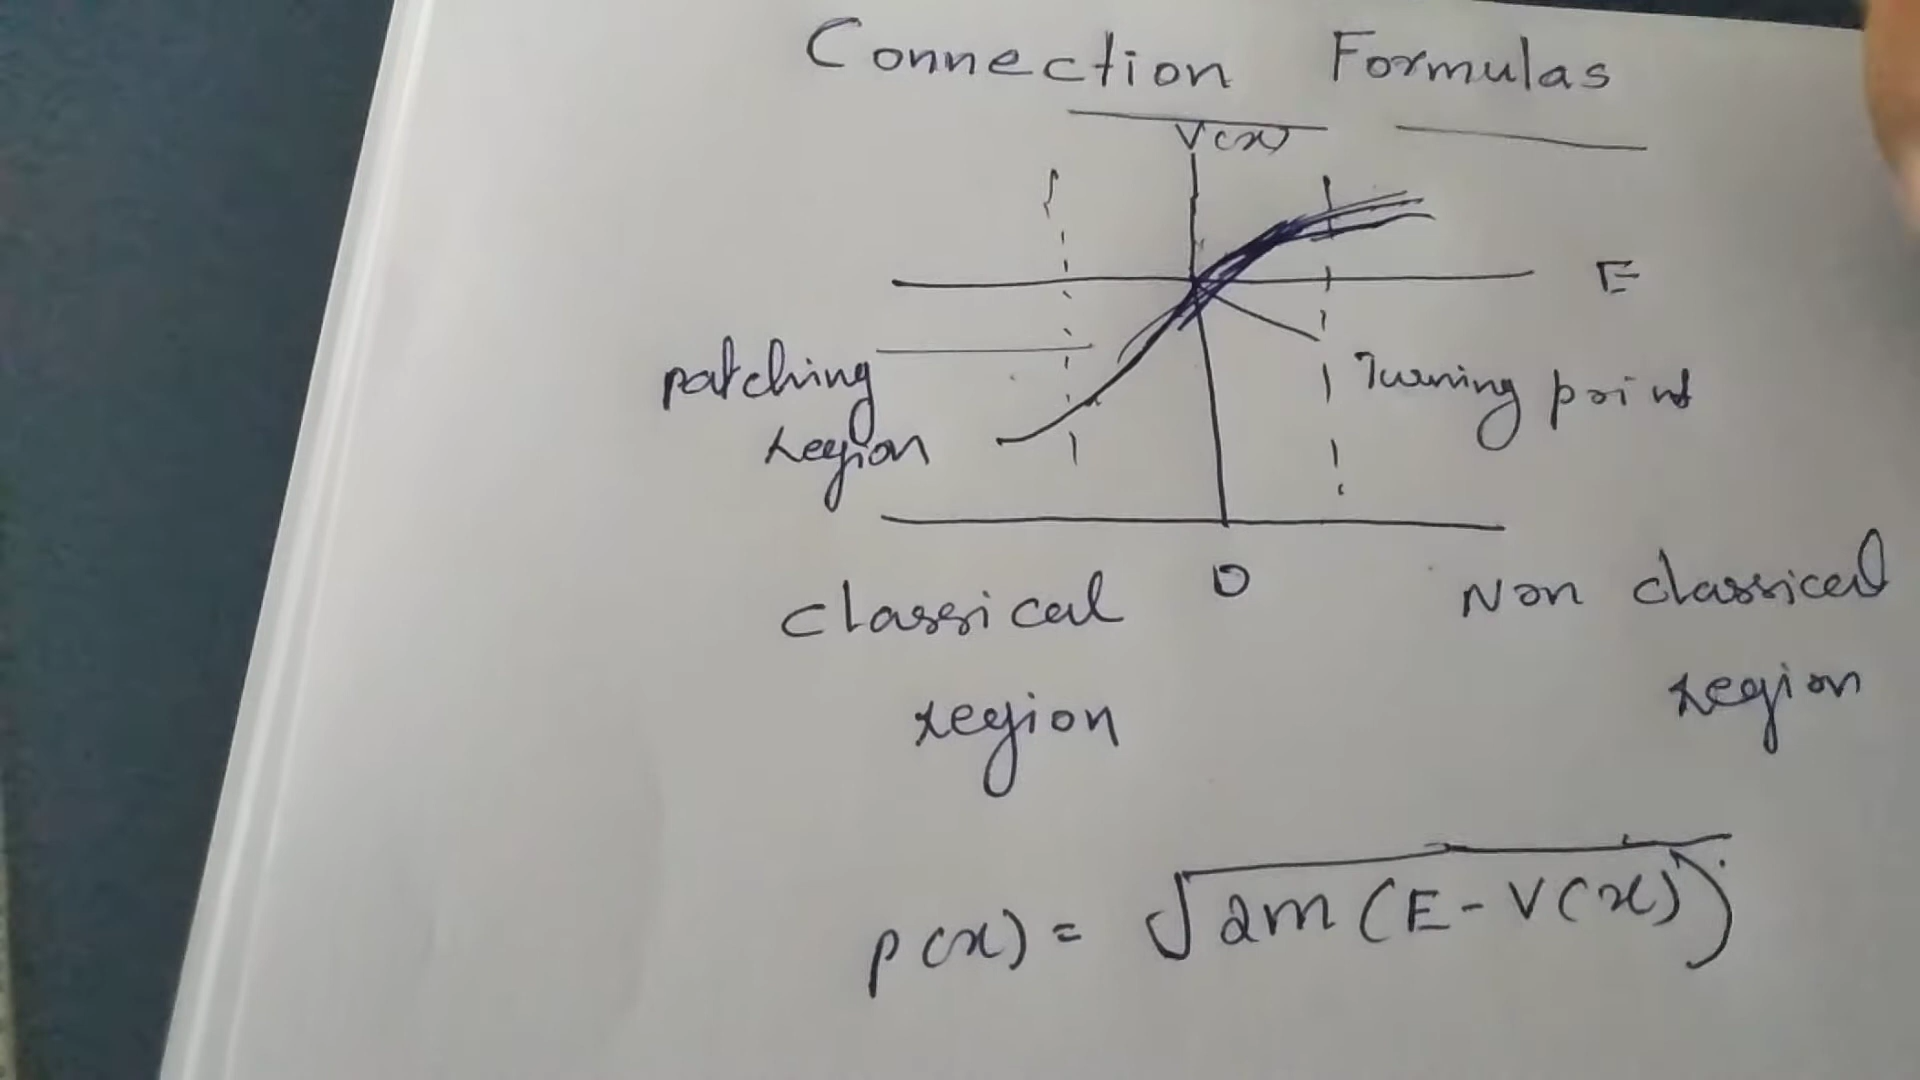 Connection Formulas
V(x)
E
patching
region
Turning point
0
classical
region
Non classical
region
p(x) = √2m(E-V(x))